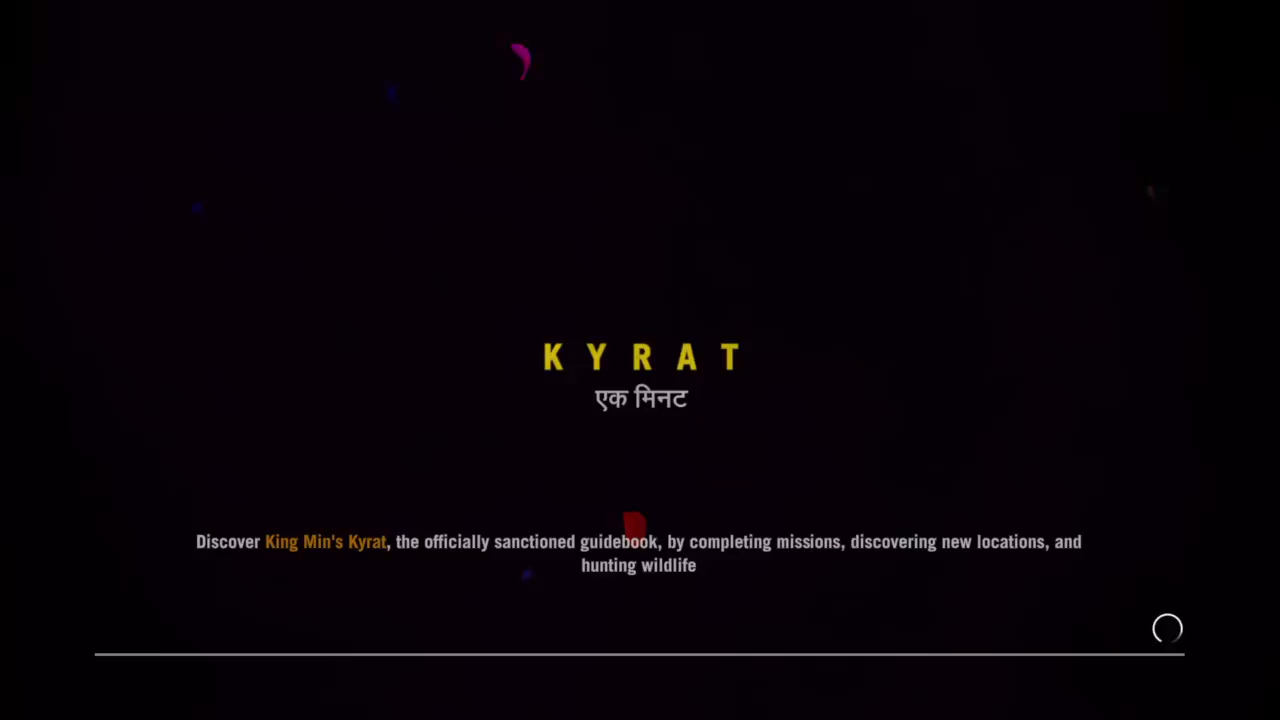 KYRAT
एक मिनट
Discover King Min's Kyrat, the officially sanctioned guidebook, by completing missions, discovering new locations, and
hunting wildlife